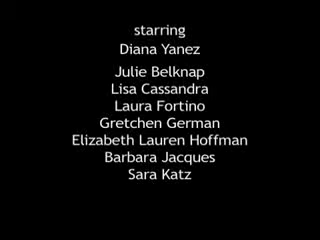 starring
Diana Yanez
Julie Belknap
Lisa Cassandra
Laura Fortino
Gretchen German
Elizabeth Lauren Hoffman
Barbara Jacques
Sara Katz